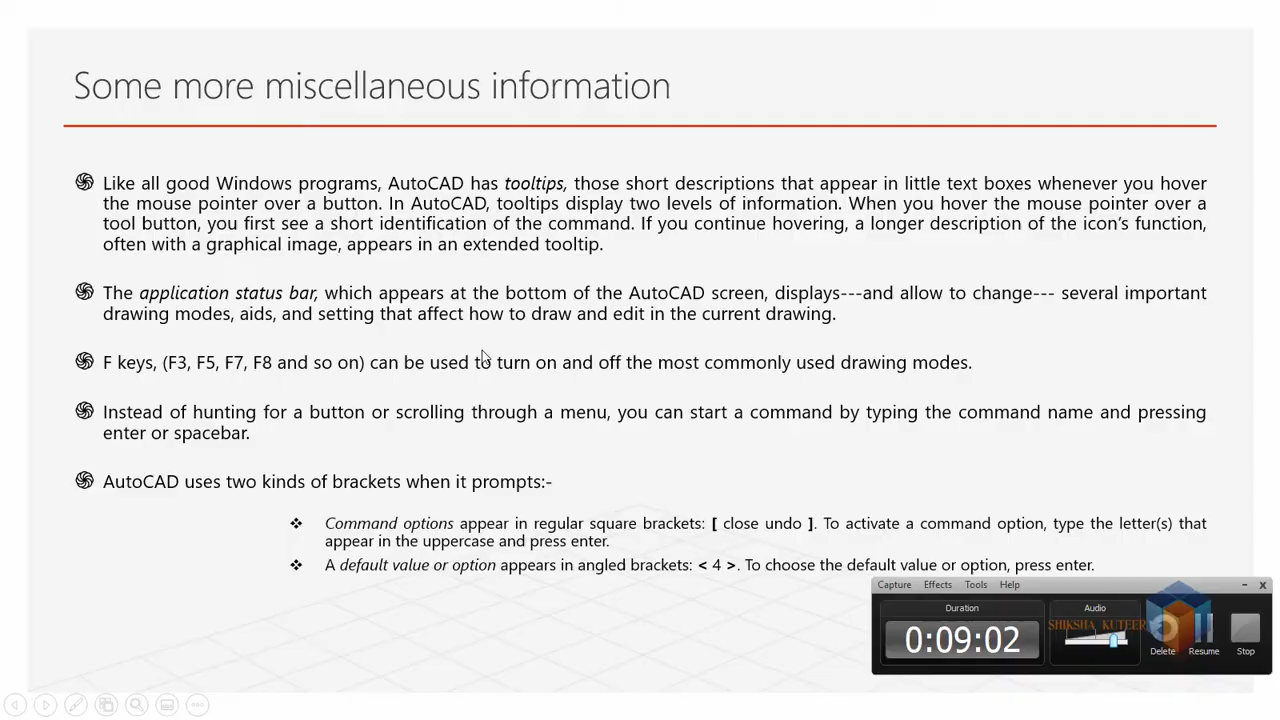 Some more miscellaneous information
Like all good Windows programs, AutoCAD has tooltips, those short descriptions that appear in little text boxes whenever you hover
the mouse pointer over a button. In AutoCAD, tooltips display two levels of information. When you hover the mouse pointer over a
tool button, you first see a short identification of the command. If you continue hovering, a longer description of the icon's function,
often with a graphical image, appears in an extended tooltip.
The application status bar, which appears at the bottom of the AutoCAD screen, displays---and allow to change--- several important
drawing modes, aids, and setting that affect how to draw and edit in the current drawing.
F keys, (F3, F5, F7, F8 and so on) can be used to turn on and off the most commonly used drawing modes.
Instead of hunting for a button or scrolling through a menu, you can start a command by typing the command name and pressing
enter or spacebar.
AutoCAD uses two kinds of brackets when it prompts:-
Command options appear in regular square brackets: [ close undo ]. To activate a command option, type the letter(s) that
appear in the uppercase and press enter.
A default value or option appears in angled brackets: < 4 >. To choose the default value or option, press enter.
Capture Effects Tools Help
Duration Audio
0:09:02
SHIKSHA KUTEER
Delete Resume Stop